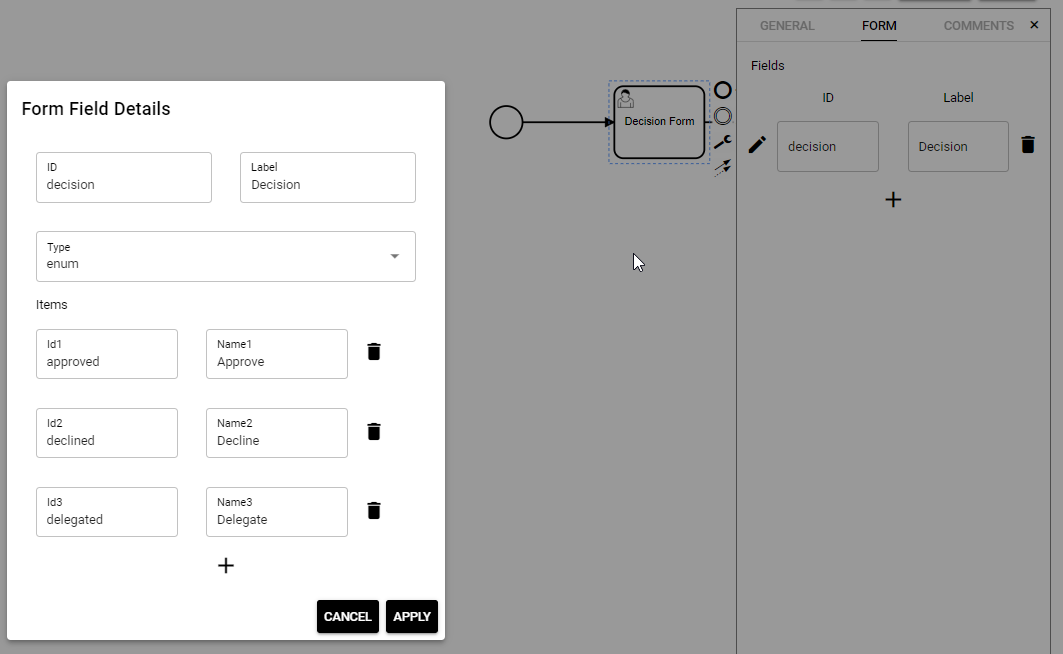 GENERAL FORM COMMENTS
Fields
ID Label
decision Decision
Decision Form
Form Field Details
ID Label
decision Decision
Type
enum
Items
Id1 Name1
approved Approve
Id2 Name2
declined Decline
Id3 Name3
delegated Delegate
CANCEL APPLY